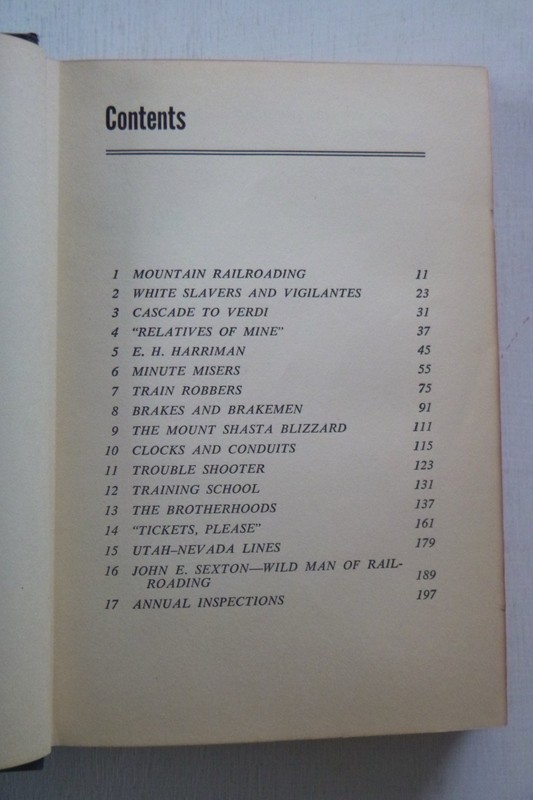 Contents
1 MOUNTAIN RAILROADING 11
2 WHITE SLAVERS AND VIGILANTES 23
3 CASCADE TO VERDI 31
4 “RELATIVES OF MINE” 37
5 E. H. HARRIMAN 45
6 MINUTE MISERS 55
7 TRAIN ROBBERS 75
8 BRAKES AND BRAKEMEN 91
9 THE MOUNT SHASTA BLIZZARD 111
10 CLOCKS AND CONDUITS 115
11 TROUBLE SHOOTER 123
12 TRAINING SCHOOL 131
13 THE BROTHERHOODS 137
14 “TICKETS, PLEASE” 161
15 UTAH–NEVADA LINES 179
16 JOHN E. SEXTON—WILD MAN OF RAIL-
ROADING 189
17 ANNUAL INSPECTIONS 197